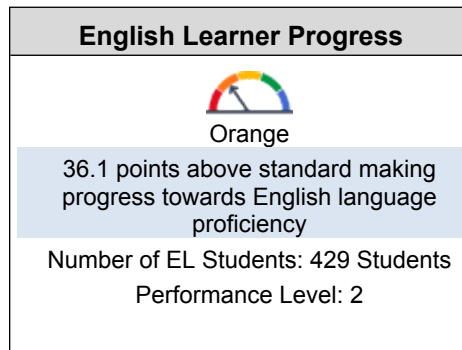 English Learner Progress
Orange
36.1 points above standard making
progress towards English language
proficiency
Number of EL Students: 429 Students
Performance Level: 2